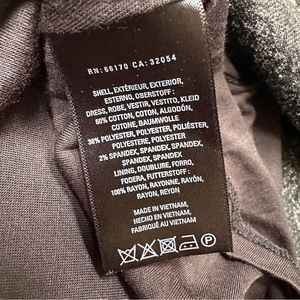 RN: 56170 CA: 32054
SHELL, EXTÉRIEUR, EXTERIOR,
ESTERNO, OBERSTOFF:
DRESS, ROBE, VESTIR, VESTITO, KLEID
60% COTTON, COTON, ALGODÓN,
COTONE, BAUMWOLLE
38% POLYESTER, POLYESTER, POLIÉSTER,
POLYESTERE, POLYESTER
2% SPANDEX, SPANDEX, SPANDEX
SPANDEX, SPANDEX
LINING, DOUBLURE, FORRO,
FODERA, FUTTERSTOFF:
100% RAYON, RAYONNE, RAYÓN,
RAYON, REYON
MADE IN VIETNAM
HECHO EN VIETNAM
FABRIQUÉ AU VIETNAM
P